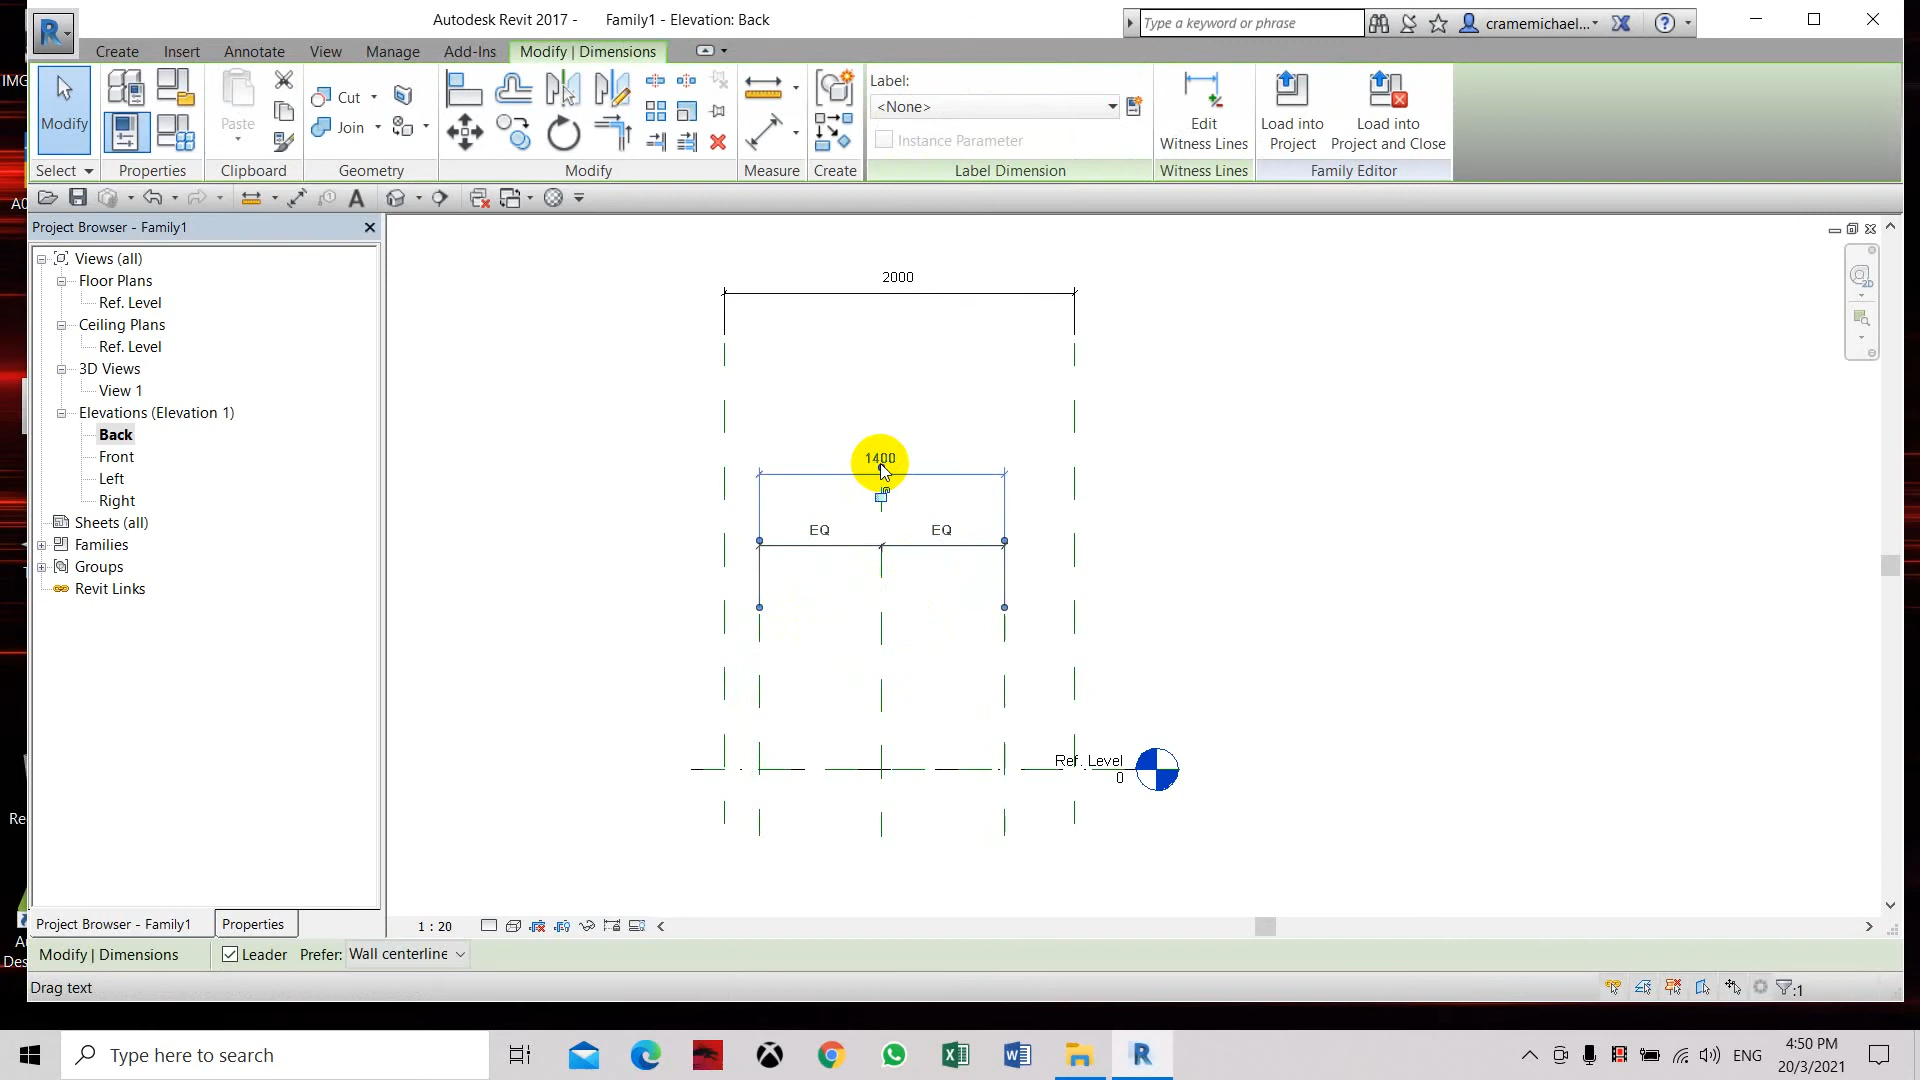 Autodesk Revit 2017 - Family1 - Elevation: Back
Type a keyword or phrase
cramemichael...
Create Insert Annotate View Manage Add-Ins Modify | Dimensions
Modify
Paste
Cut
Join
Label:
<None>
Instance Parameter
Edit Witness Lines
Load into Project
Load into Project and Close
Select Properties Clipboard Geometry Modify Measure Create Label Dimension Witness Lines Family Editor
Project Browser - Family1
Views (all)
Floor Plans
Ref. Level
Ceiling Plans
Ref. Level
3D Views
View 1
Elevations (Elevation 1)
Back
Front
Left
Right
Sheets (all)
Families
Groups
Revit Links
2000
1400
EQ EQ
Ref. Level
0
Project Browser - Family1 Properties
1 : 20
Modify | Dimensions Leader Prefer: Wall centerline
Drag text
:1
Type here to search
ENG
4:50 PM
20/3/2021